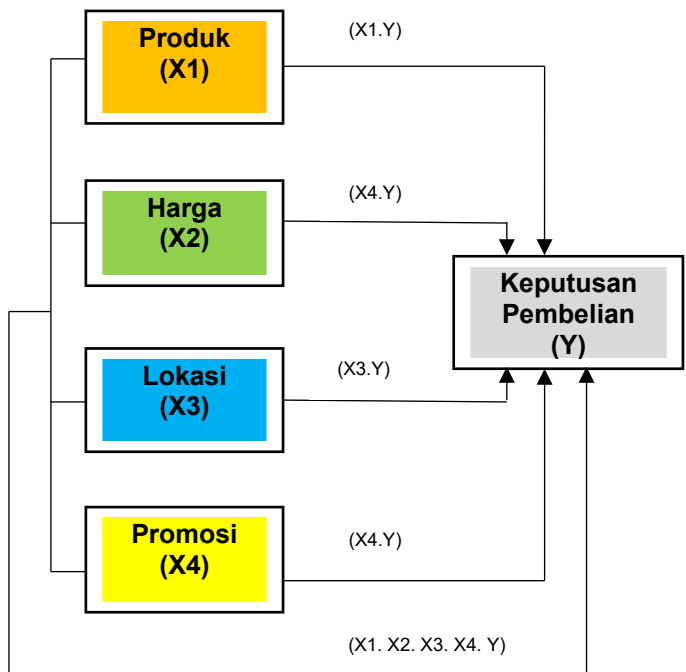 Produk
(X1)
(X1.Y)
Harga
(X2)
(X4.Y)
Keputusan
Pembelian
(Y)
Lokasi
(X3)
(X3.Y)
Promosi
(X4)
(X4.Y)
(X1. X2. X3. X4. Y)